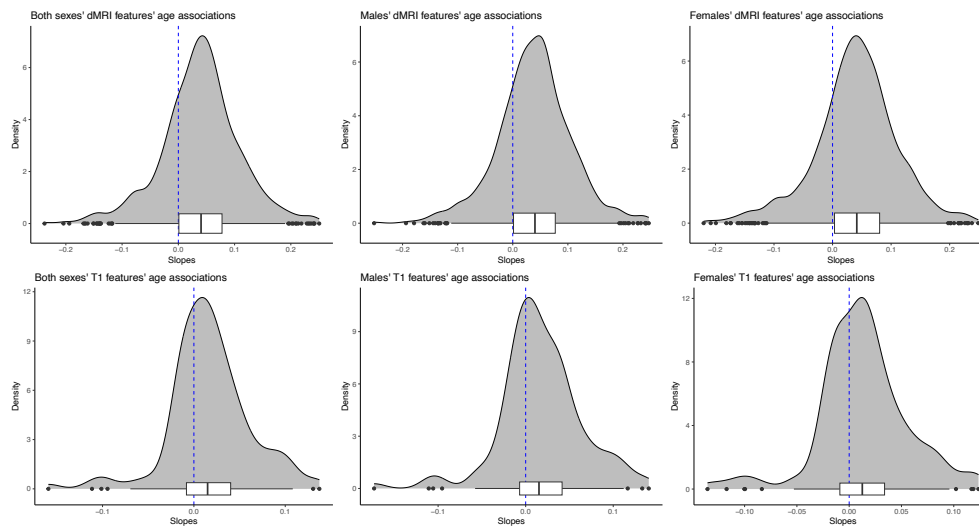 Both sexes' dMRI features' age associations
Males' dMRI features' age associations
Females' dMRI features' age associations
Density
6
4
2
0
−0.2
−0.1
0.0
0.1
0.2
Slopes
Density
6
4
2
0
−0.2
−0.1
0.0
0.1
0.2
Slopes
Density
6
4
2
0
−0.2
−0.1
0.0
0.1
0.2
Slopes
Both sexes' T1 features' age associations
Males' T1 features' age associations
Females' T1 features' age associations
Density
12
9
6
3
0
−0.1
0.0
0.1
Slopes
Density
9
6
3
0
−0.1
0.0
0.1
Slopes
Density
12
8
4
0
−0.10
−0.05
0.00
0.05
0.10
Slopes